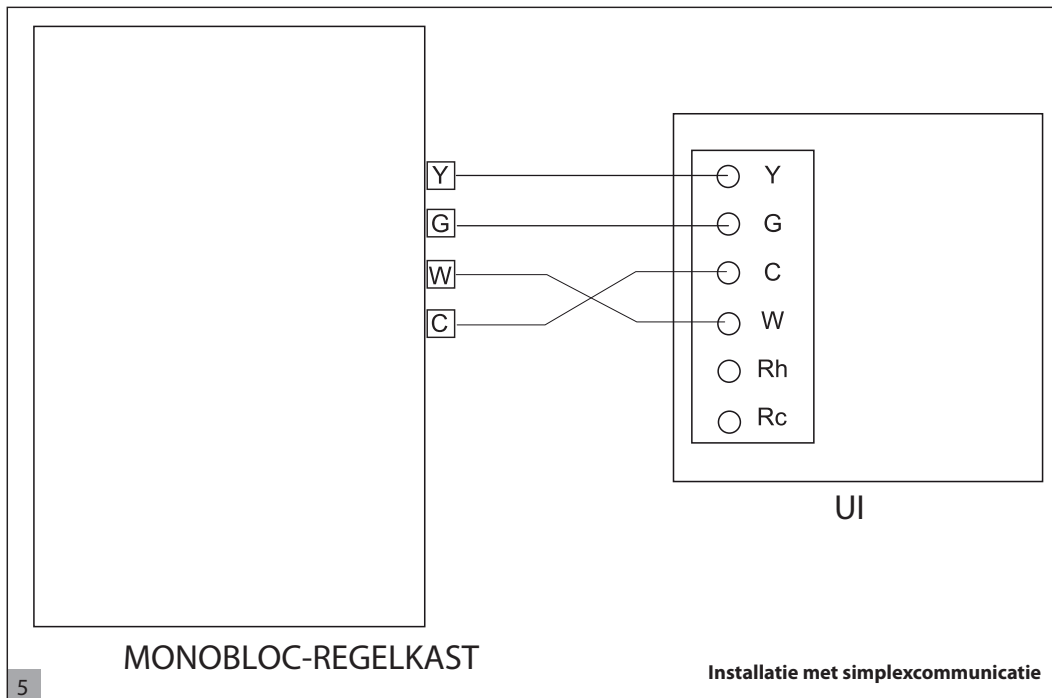 Y
G
W
C
Y
G
C
W
Rh
Rc
UI
MONOBLOC-REGELKAST
Installatie met simplexcommunicatie
5